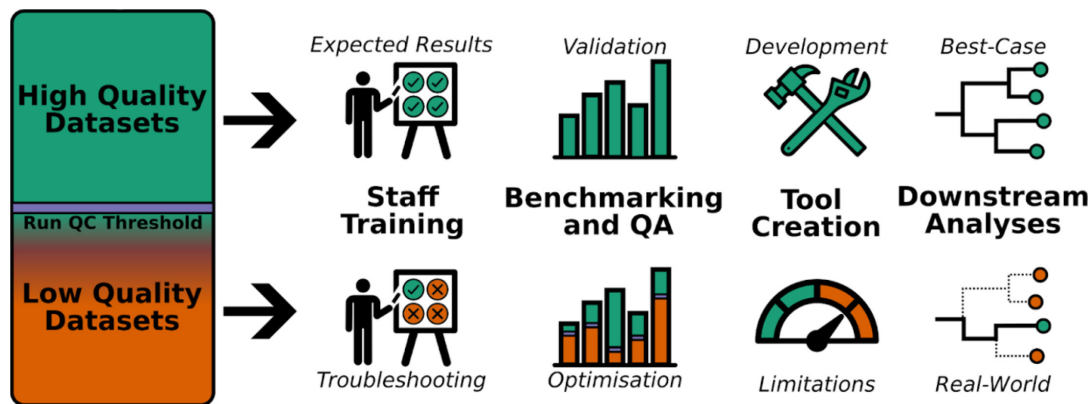 High Quality
Datasets
Run QC Threshold
Low Quality
Datasets
Expected Results
Validation
Development
Best-Case
Staff
Training
Benchmarking
and QA
Tool
Creation
Downstream
Analyses
Troubleshooting
Optimisation
Limitations
Real-World